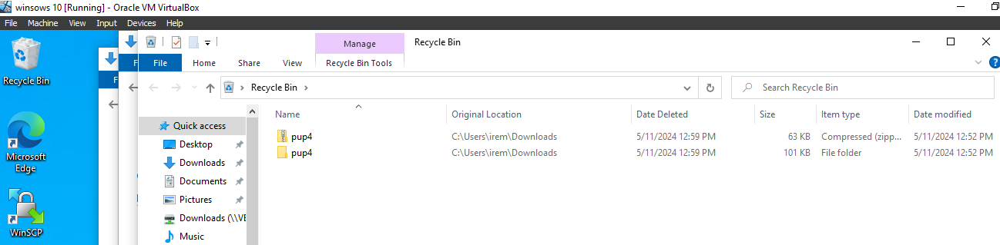 winsows 10 [Running] - Oracle VM VirtualBox
File Machine View Input Devices Help
Manage Recycle Bin
File Home Share View Recycle Bin Tools
Recycle Bin
Search Recycle Bin
Name Original Location Date Deleted Size Item type Date modified
pup4 C:\Users\irem\Downloads 5/11/2024 12:59 PM 63 KB Compressed (zipp... 5/11/2024 12:52 PM
pup4 C:\Users\irem\Downloads 5/11/2024 12:59 PM 101 KB File folder 5/11/2024 12:52 PM
Quick access
Desktop
Downloads
Documents
Pictures
Downloads (\\VE
Music
Recycle Bin
Microsoft
Edge
WinSCP
F
F